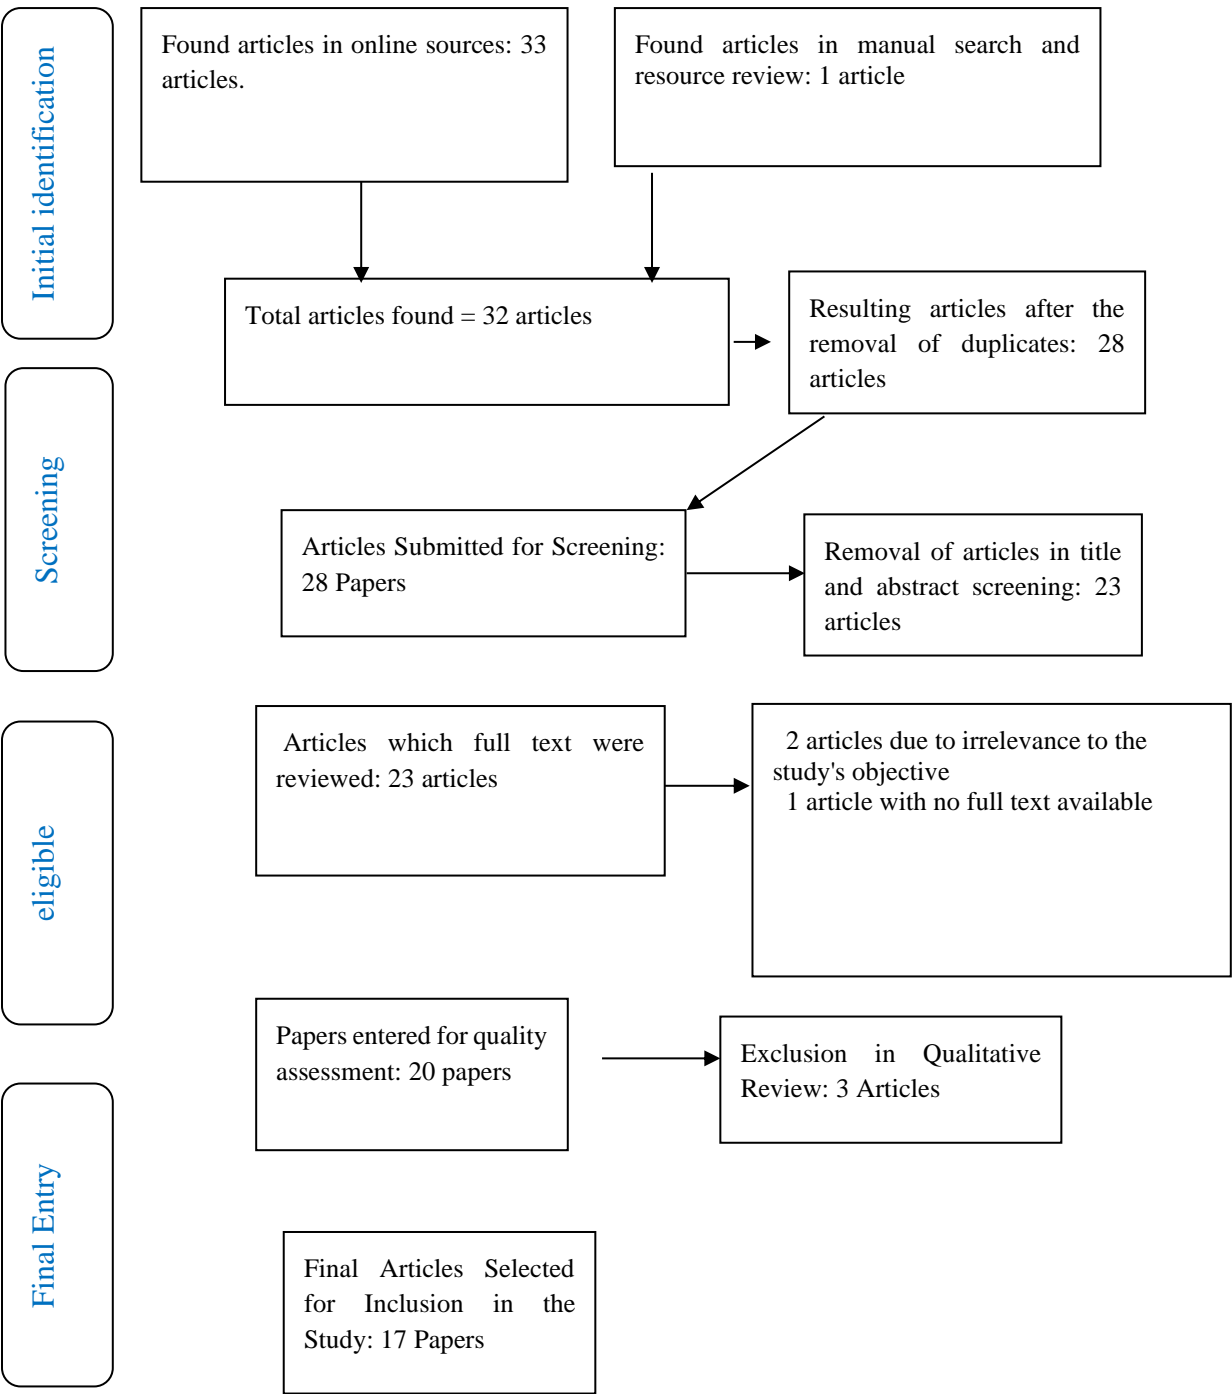 Initial identification
Found articles in online sources: 33
articles.
Found articles in manual search and
resource review: 1 article
Total articles found = 32 articles
Resulting articles after the
removal of duplicates: 28
articles
Screening
Articles Submitted for Screening:
28 Papers
Removal of articles in title
and abstract screening: 23
articles
eligible
Articles which full text were
reviewed: 23 articles
2 articles due to irrelevance to the
study's objective
1 article with no full text available
Papers entered for quality
assessment: 20 papers
Exclusion in Qualitative
Review: 3 Articles
Final Entry
Final Articles Selected
for Inclusion in the
Study: 17 Papers